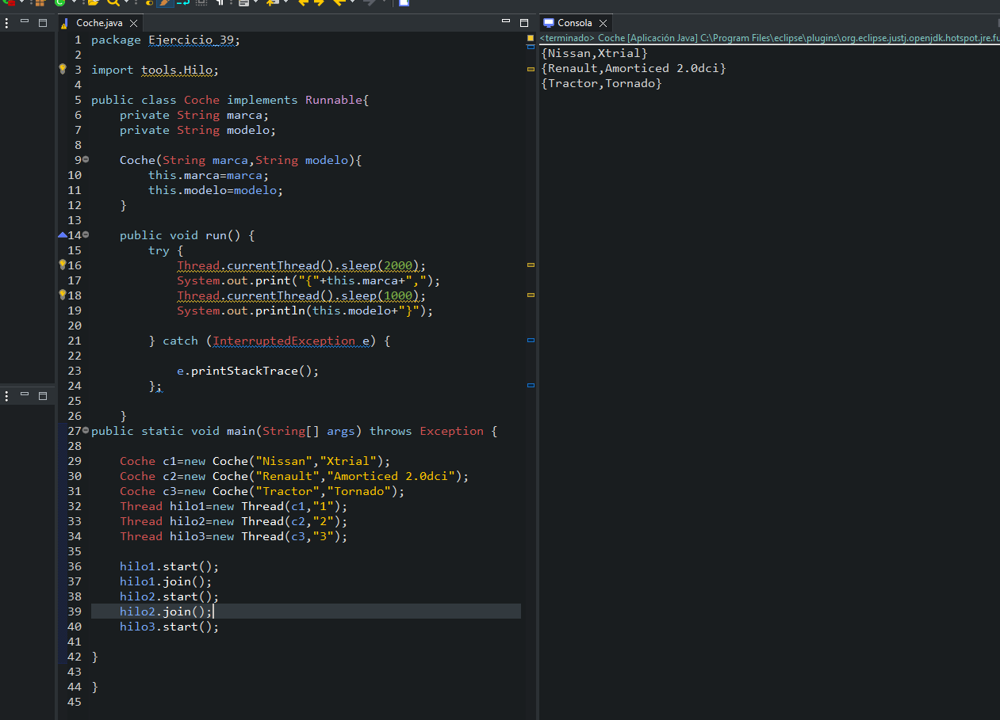 Coche.java
1 package Ejercicio_39;
2
3 import tools.Hilo;
4
5 public class Coche implements Runnable{
6 private String marca;
7 private String modelo;
8
9 Coche(String marca,String modelo){
10 this.marca=marca;
11 this.modelo=modelo;
12 }
13
14 public void run() {
15 try {
16 Thread.currentThread().sleep(2000);
17 System.out.print("{"+this.marca+",");
18 Thread.currentThread().sleep(1000);
19 System.out.println(this.modelo+"}");
20
21 } catch (InterruptedException e) {
22
23 e.printStackTrace();
24 };
25
26 }
27 public static void main(String[] args) throws Exception {
28
29 Coche c1=new Coche("Nissan","Xtrial");
30 Coche c2=new Coche("Renault","Amorticed 2.0dci");
31 Coche c3=new Coche("Tractor","Tornado");
32 Thread hilo1=new Thread(c1,"1");
33 Thread hilo2=new Thread(c2,"2");
34 Thread hilo3=new Thread(c3,"3");
35
36 hilo1.start();
37 hilo1.join();
38 hilo2.start();
39 hilo2.join();
40 hilo3.start();
41
42 }
43
44 }
45
Consola
<terminado> Coche [Aplicación Java] C:\Program Files\eclipse\plugins\org.eclipse.justj.openjdk.hotspot.jre.fu
{Nissan,Xtrial}
{Renault,Amorticed 2.0dci}
{Tractor,Tornado}